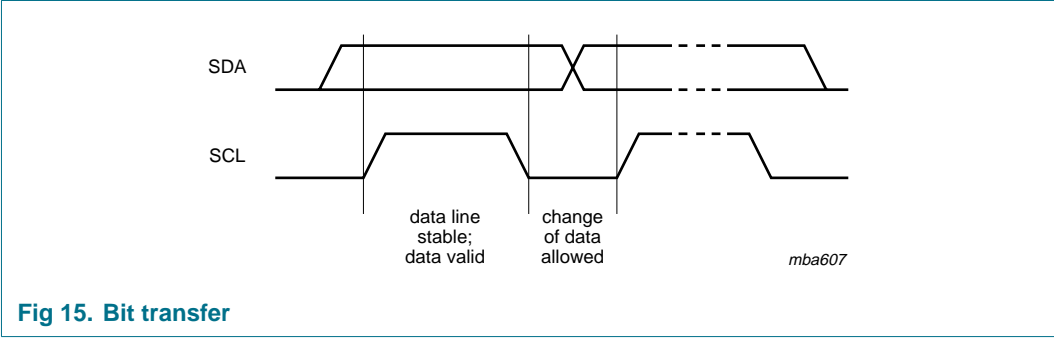 SDA
SCL
data line
stable;
data valid
change
of data
allowed
mba607
Fig 15. Bit transfer